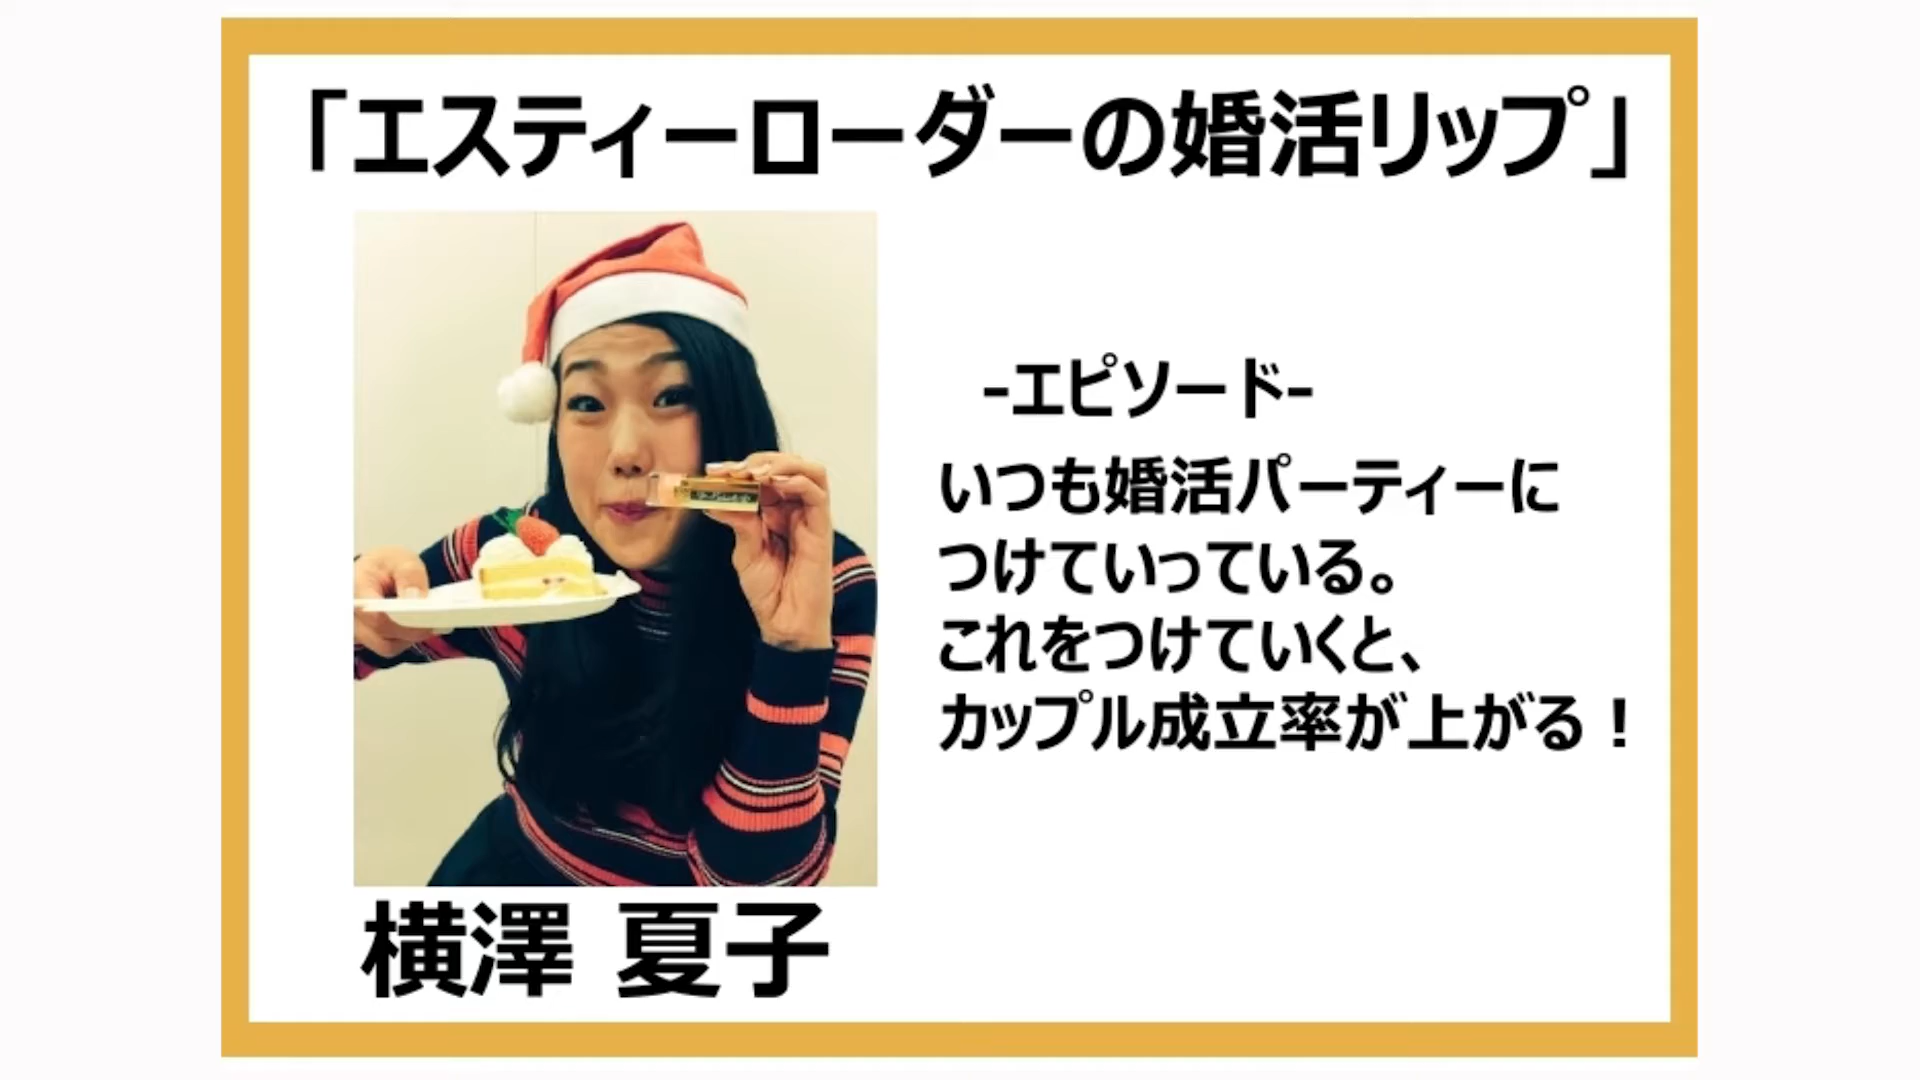 「エスティーローダーの婚活リップ」
-エピソード-
いつも婚活パーティーに
つけていっている。
これをつけていくと、
カップル成立率が上がる！
横澤 夏子